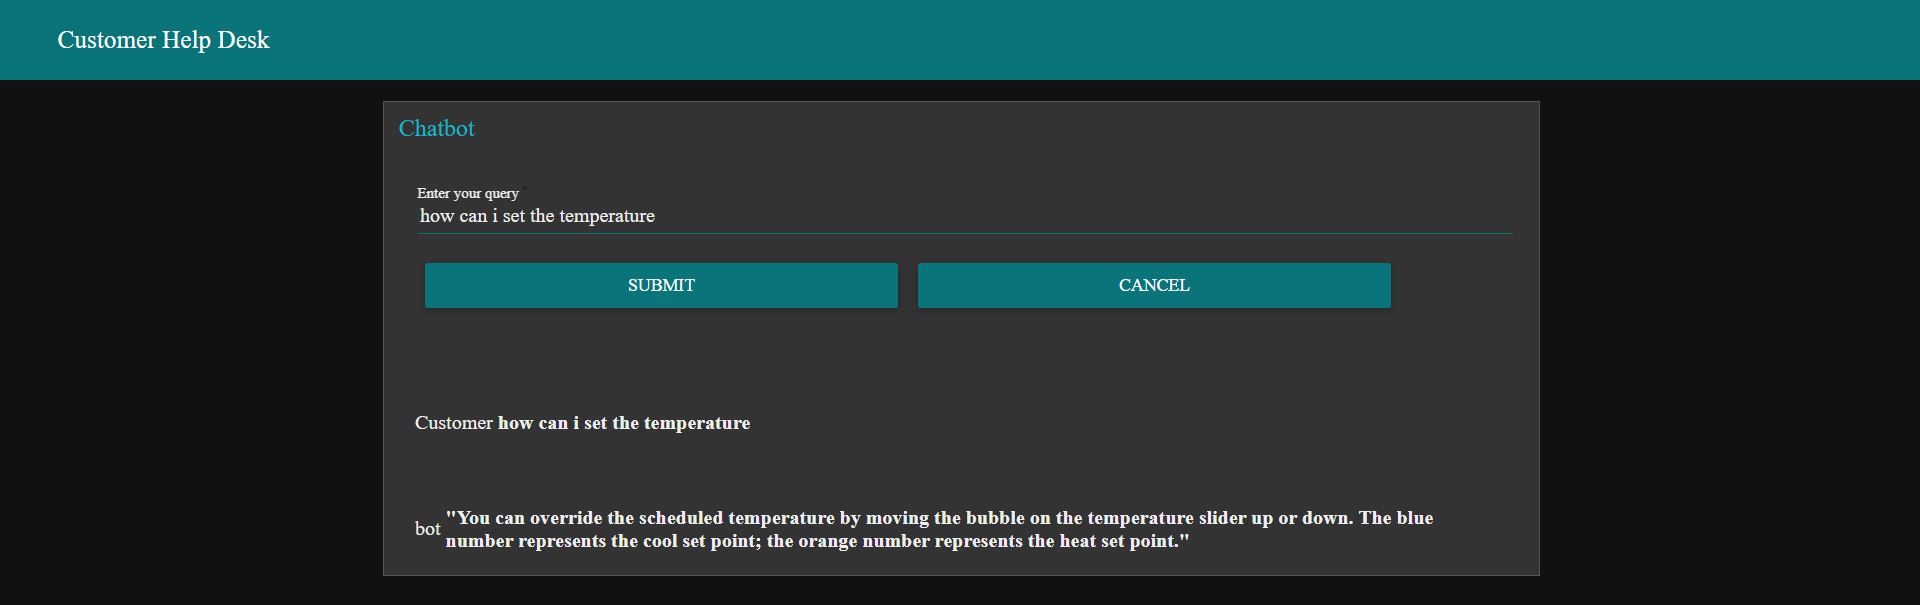 Customer Help Desk
Chatbot
Enter your query *
how can i set the temperature
SUBMIT CANCEL
Customer how can i set the temperature
bot "You can override the scheduled temperature by moving the bubble on the temperature slider up or down. The blue
number represents the cool set point; the orange number represents the heat set point."